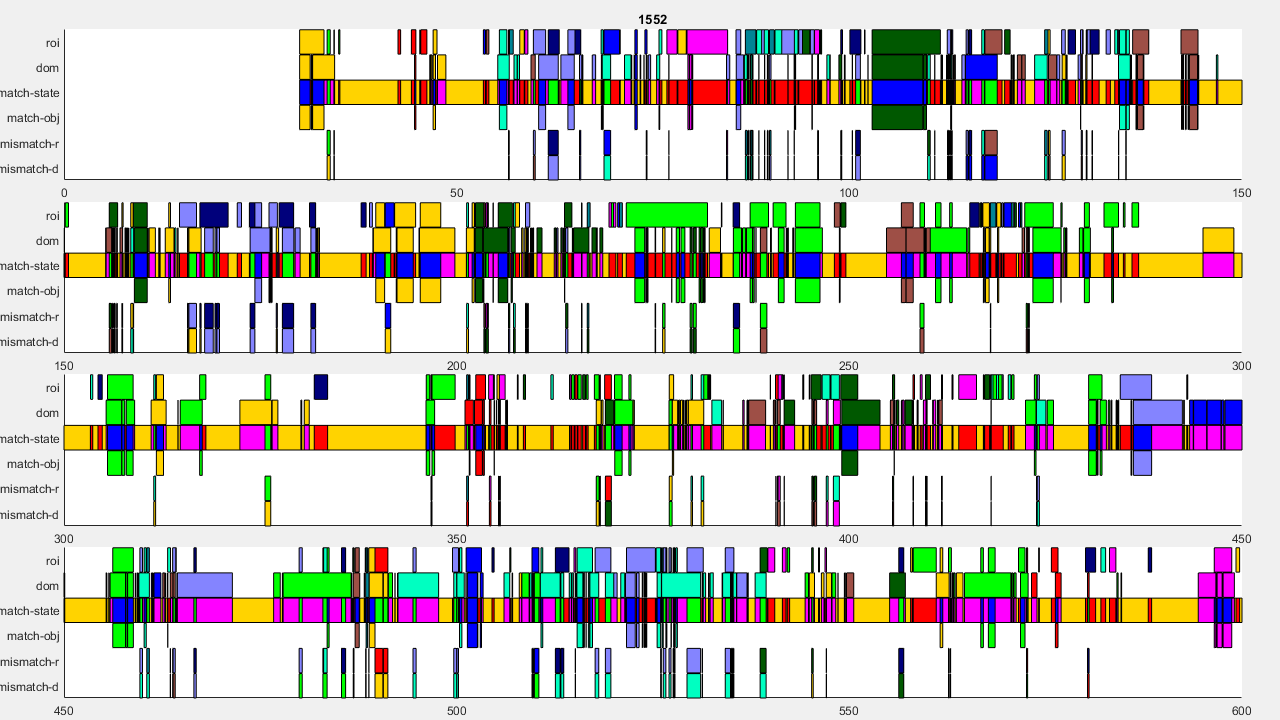 1552
roi
dom
match-state
match-obj
mismatch-r
mismatch-d
0 50 100 150
roi
dom
match-state
match-obj
mismatch-r
mismatch-d
150 200 250 300
roi
dom
match-state
match-obj
mismatch-r
mismatch-d
300 350 400 450
roi
dom
match-state
match-obj
mismatch-r
mismatch-d
450 500 550 600